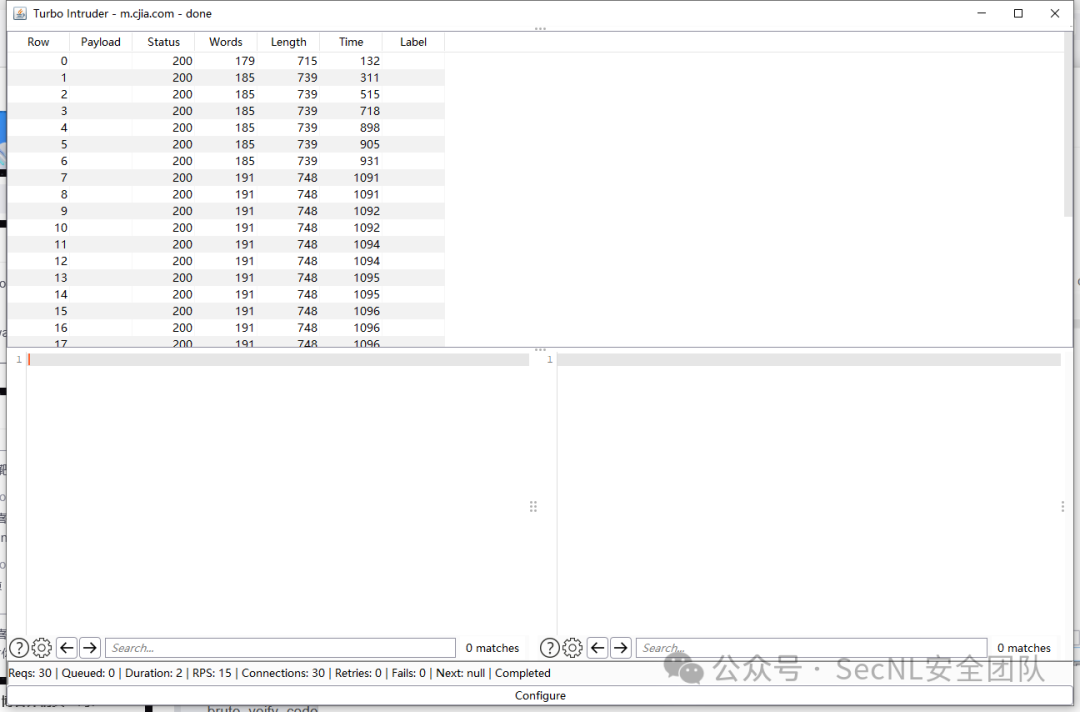 Turbo Intruder - m.cjia.com - done
Row Payload Status Words Length Time Label
0 200 179 715 132
1 200 185 739 311
2 200 185 739 515
3 200 185 739 718
4 200 185 739 898
5 200 185 739 905
6 200 185 739 931
7 200 191 748 1091
8 200 191 748 1091
9 200 191 748 1092
10 200 191 748 1092
11 200 191 748 1094
12 200 191 748 1094
13 200 191 748 1095
14 200 191 748 1095
15 200 191 748 1096
16 200 191 748 1096
17 200 191 748 1096
1 1
Search... 0 matches Search... 0 matches
Reqs: 30 | Queued: 0 | Duration: 2 | RPS: 15 | Connections: 30 | Retries: 0 | Fails: 0 | Next: null | Completed
公众号 · SecNL安全团队
Configure